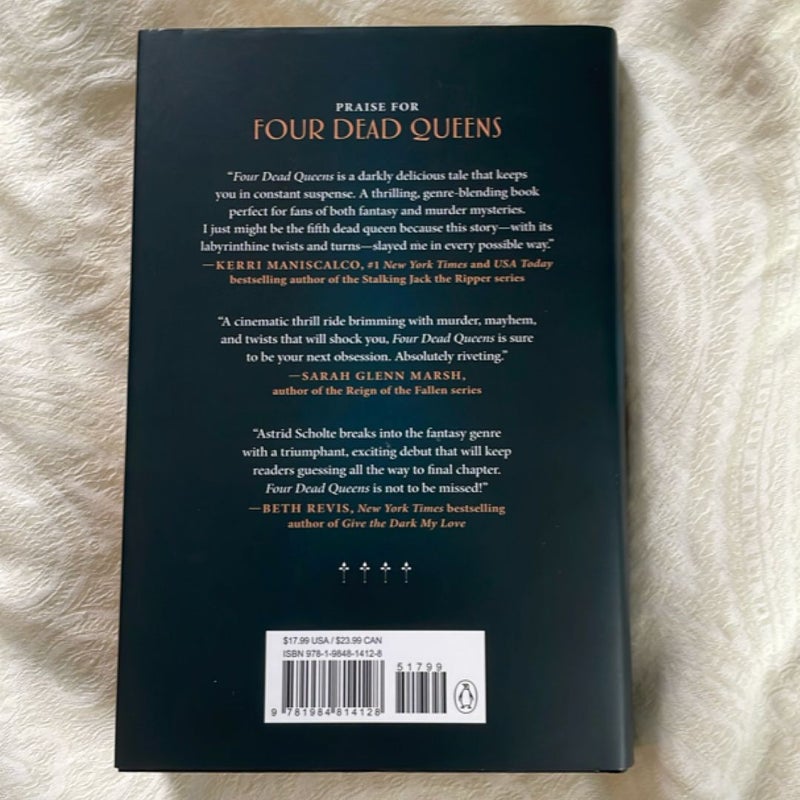 PRAISE FOR
FOUR DEAD QUEENS
“Four Dead Queens is a darkly delicious tale that keeps
you in constant suspense. A thrilling, genre-blending book
perfect for fans of both fantasy and murder mysteries.
I just might be the fifth dead queen because this story—with its
labyrinthine twists and turns—slayed me in every possible way.”
—KERRI MANISCALCO, #1 New York Times and USA Today
bestselling author of the Stalking Jack the Ripper series
“A cinematic thrill ride brimming with murder, mayhem,
and twists that will shock you, Four Dead Queens is sure
to be your next obsession. Absolutely riveting.”
—SARAH GLENN MARSH,
author of the Reign of the Fallen series
“Astrid Scholte breaks into the fantasy genre
with a triumphant, exciting debut that will keep
readers guessing all the way to final chapter.
Four Dead Queens is not to be missed!”
—BETH REVIS, New York Times bestselling
author of Give the Dark My Love
$17.99 USA / $23.99 CAN
ISBN 978-1-9848-1412-8
51799
9 781984 814128